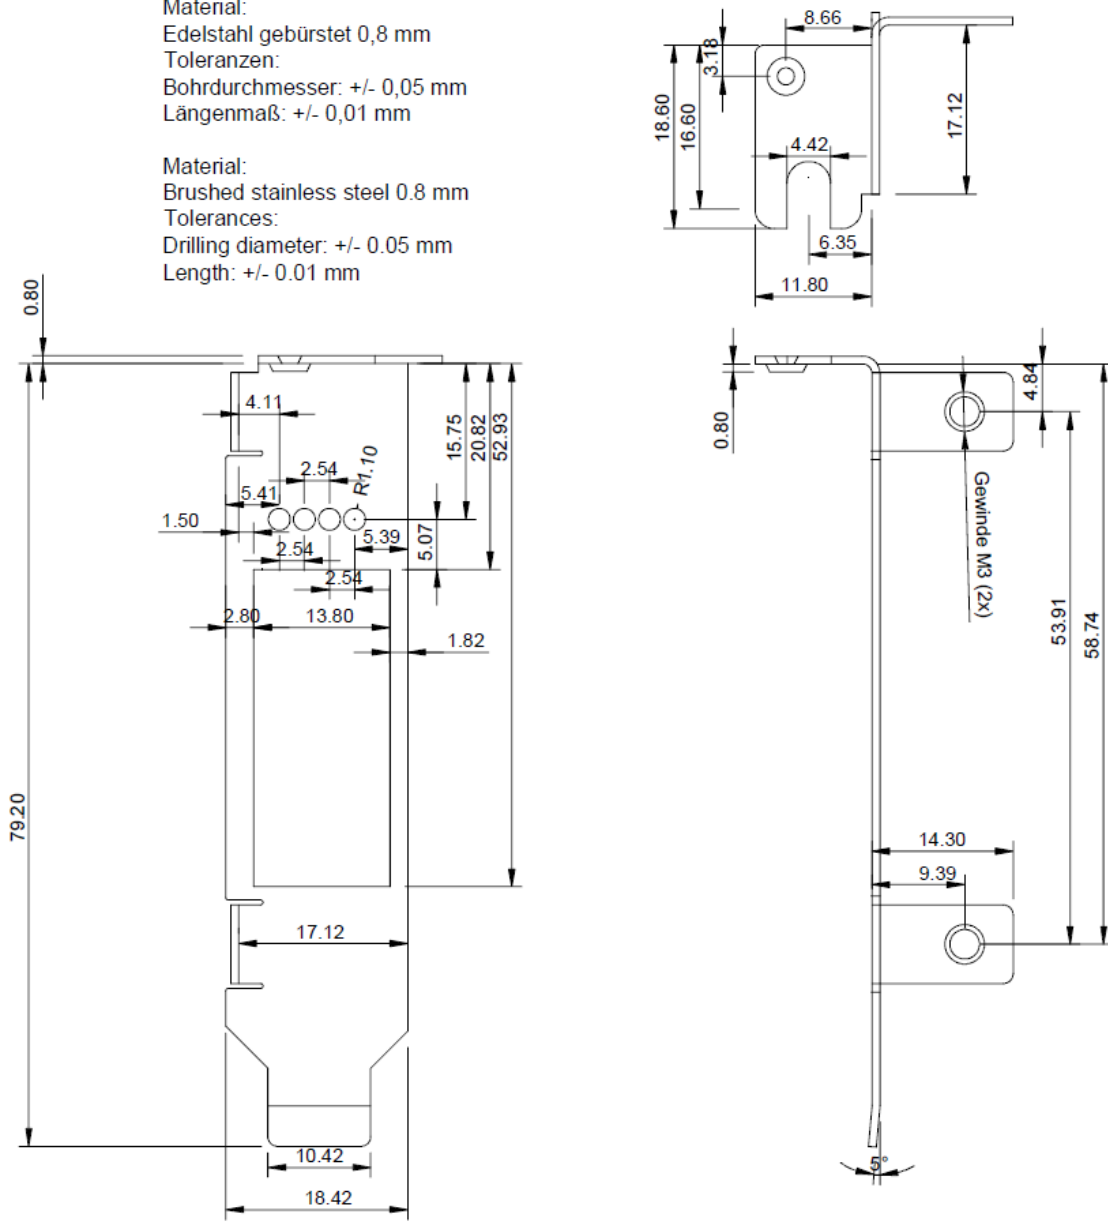 Material:
Edelstahl gebürstet 0,8 mm
Toleranzen:
Bohrdurchmesser: +/- 0,05 mm
Längenmaß: +/- 0,01 mm
Material:
Brushed stainless steel 0.8 mm
Tolerances:
Drilling diameter: +/- 0.05 mm
Length: +/- 0.01 mm
8.66
3.18
18.60
16.60
17.12
4.42
6.35
11.80
0.80
4.11
15.75
20.82
52.93
2.54
R1.10
5.41
1.50
5.39
5.07
2.54
2.54
2.80
13.80
1.82
79.20
17.12
10.42
18.42
0.80
4.84
Gewinde M3 (2x)
53.91
58.74
14.30
9.39
5°